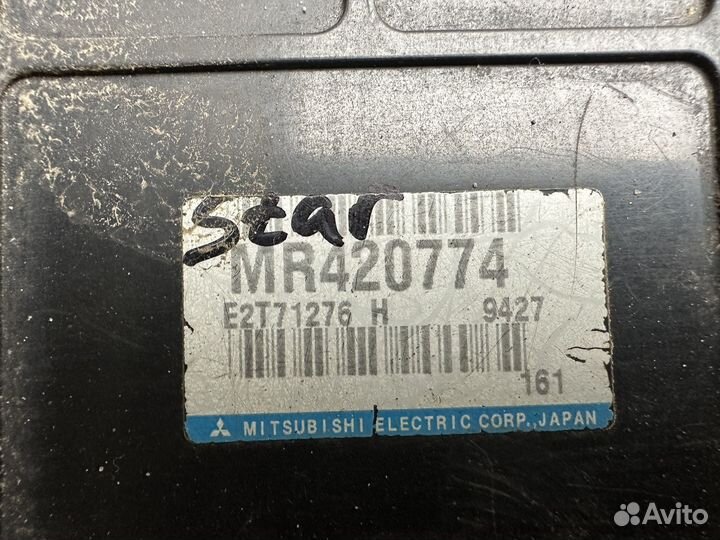 Star
MR420774
E2T71276 H 9427
161
MITSUBISHI ELECTRIC CORP., JAPAN
Avito